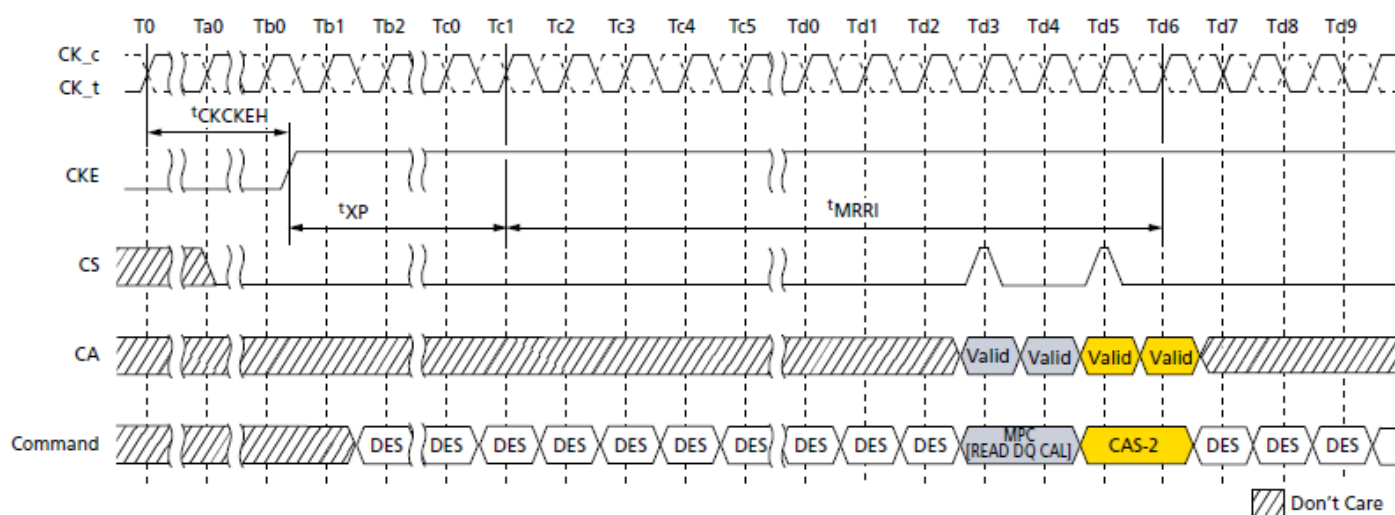 T0 Ta0 Tb0 Tb1 Tb2 Tc0 Tc1 Tc2 Tc3 Tc4 Tc5 Td0 Td1 Td2 Td3 Td4 Td5 Td6 Td7 Td8 Td9
CK_c
CK_t
tCKCKEH
CKE
tXP tMRRI
CS
CA Valid Valid Valid Valid
Command DES DES DES DES DES DES DES DES DES DES MPC [READ DQ CAL] CAS-2 DES DES DES
Don't Care